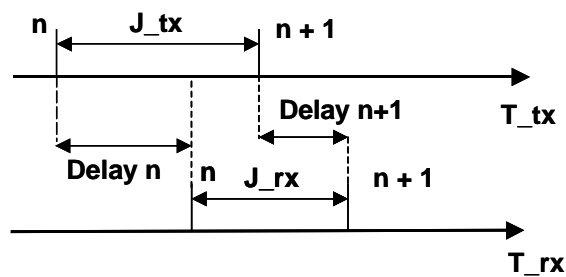 n J_tx n + 1
T_tx
Delay n+1
Delay n
n J_rx n + 1
T_rx